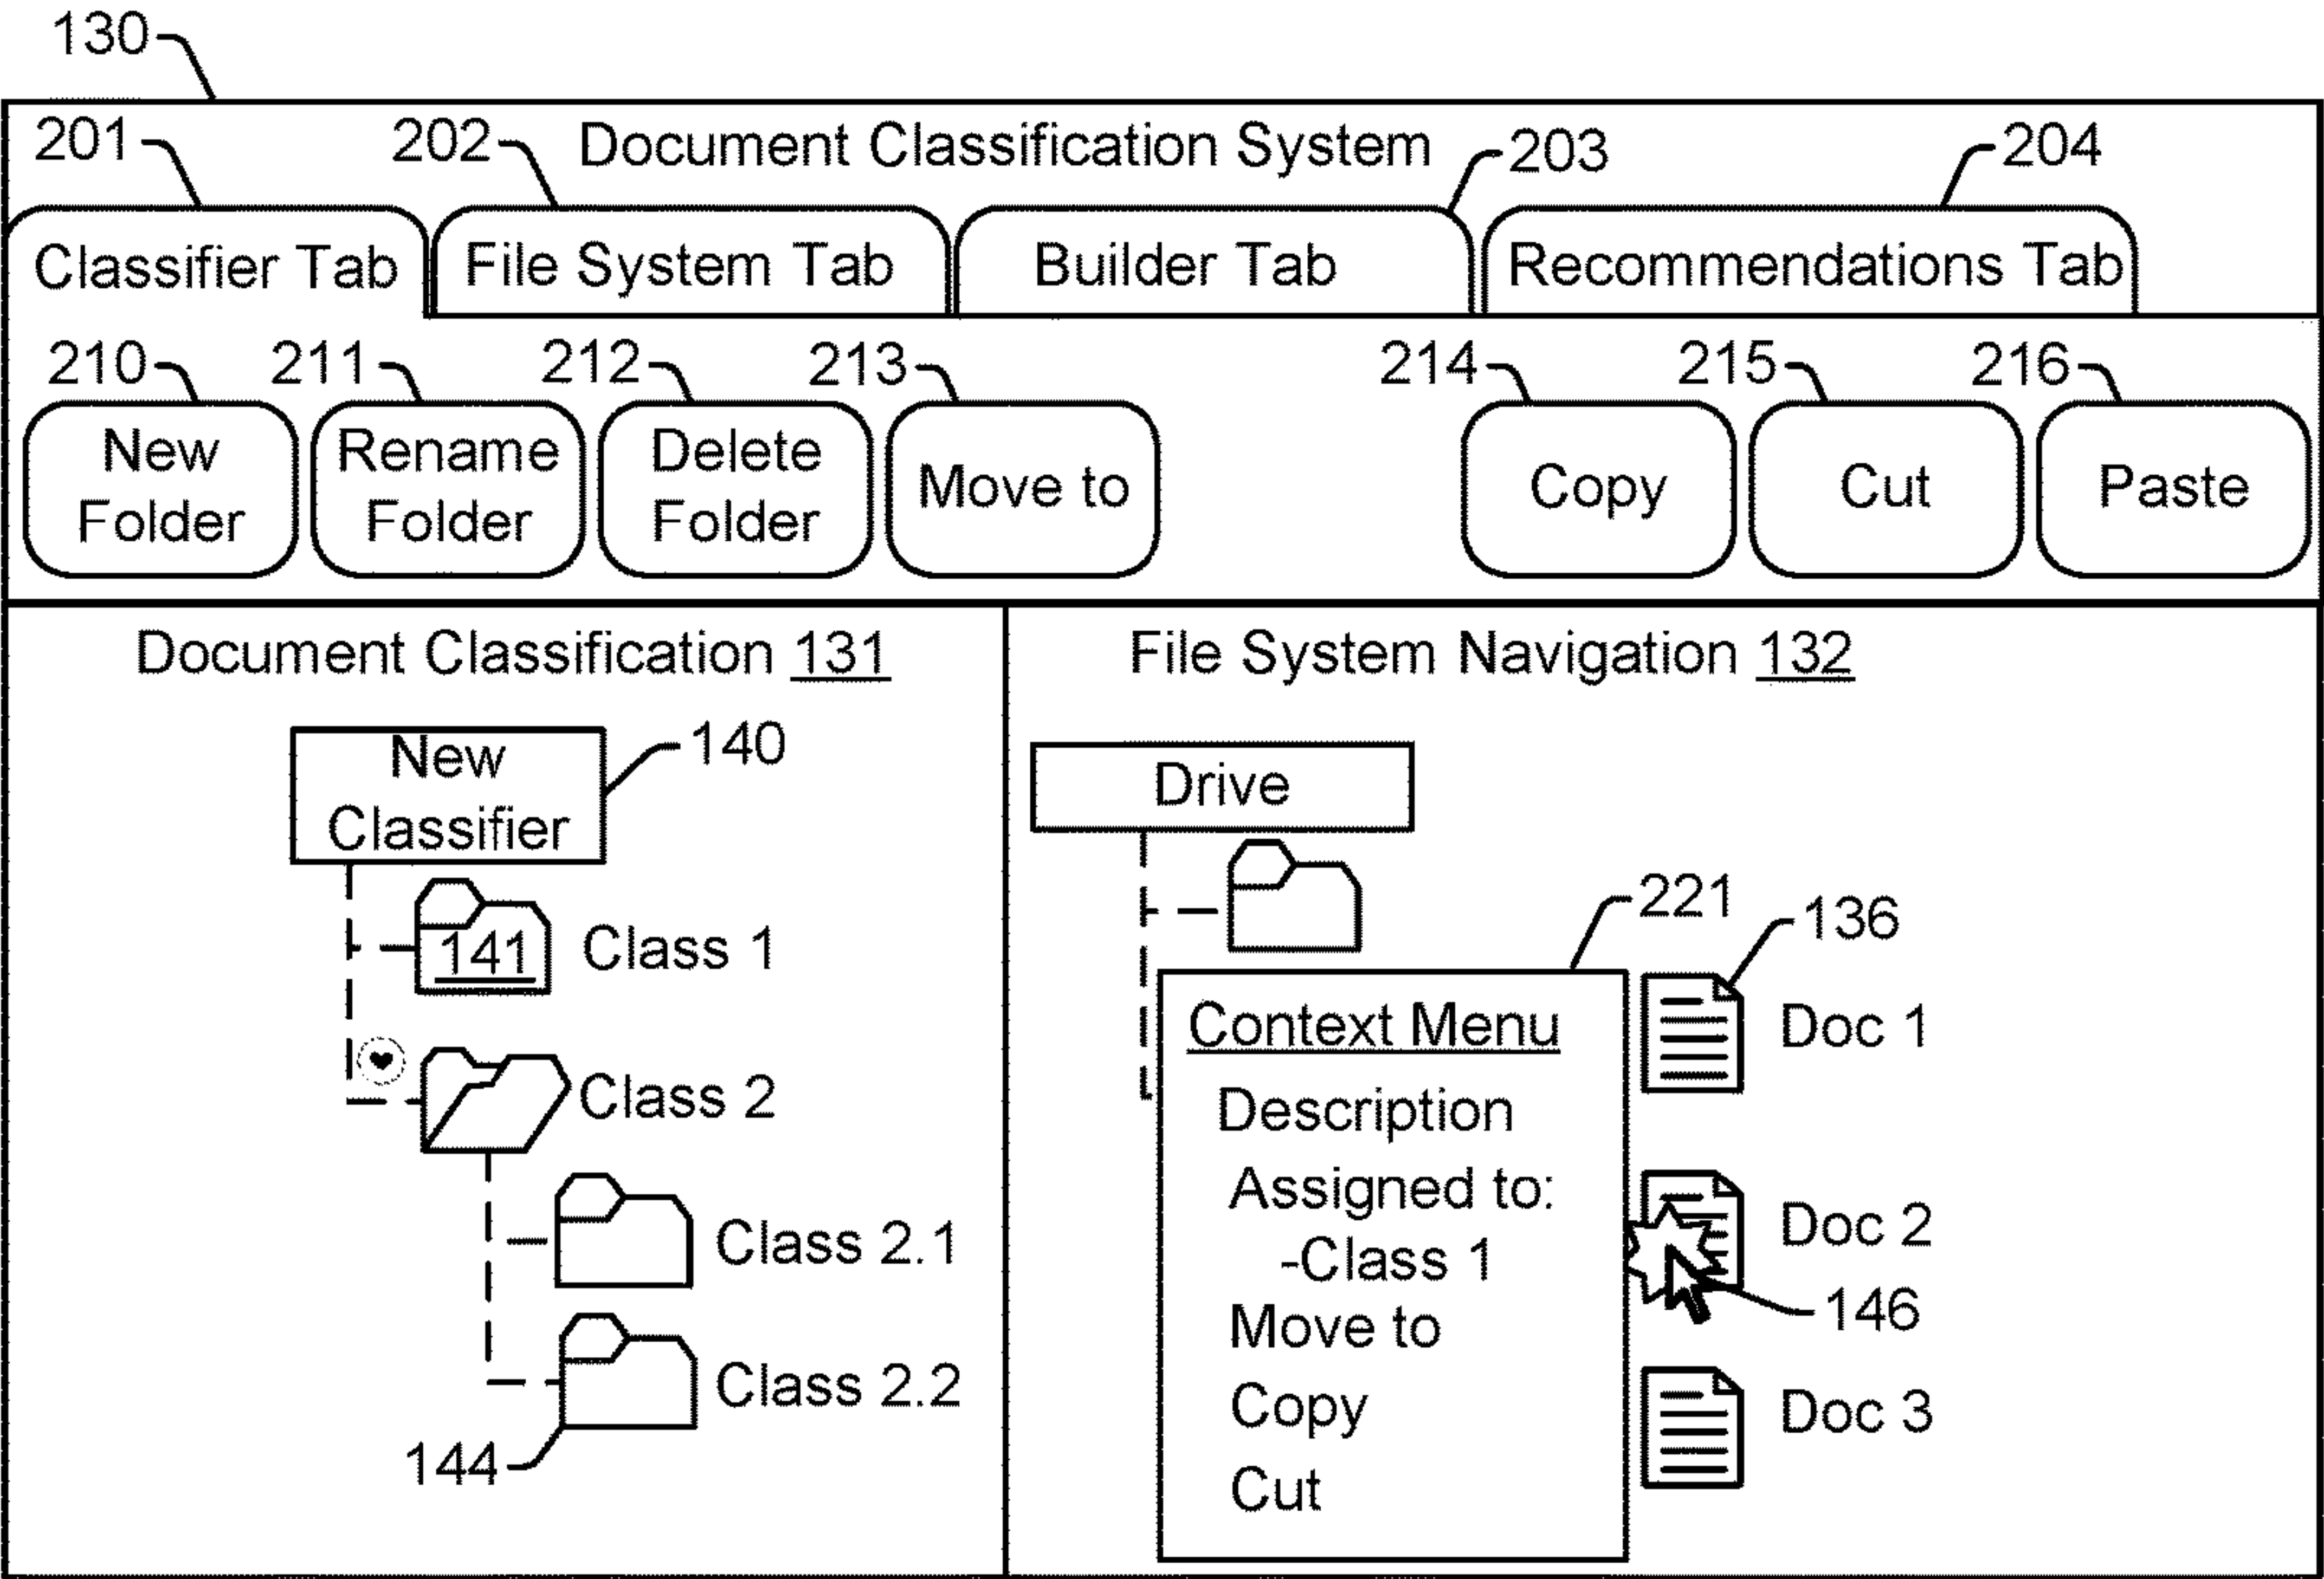 130
201
202
Document Classification System
203
204
Classifier Tab
File System Tab
Builder Tab
Recommendations Tab
210
211
212
213
214
215
216
New
Folder
Rename
Folder
Delete
Folder
Move to
Copy
Cut
Paste
Document Classification 131
New
Classifier
140
141
Class 1
Class 2
Class 2.1
Class 2.2
144
File System Navigation 132
Drive
221
136
Context Menu
Description
Assigned to:
-Class 1
Move to
Copy
Cut
Doc 1
Doc 2
146
Doc 3